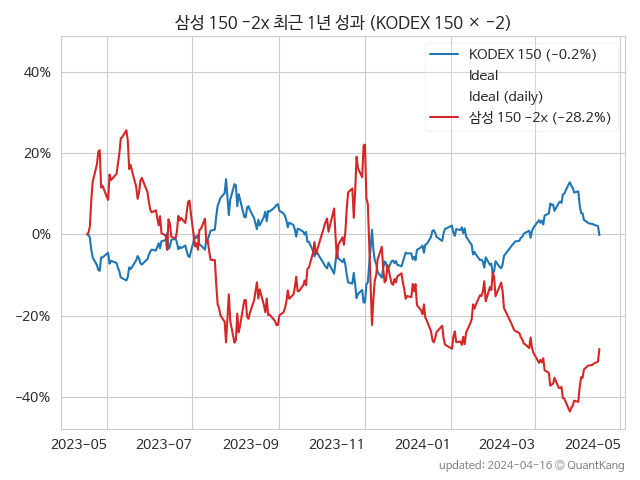 삼성 150 −2x 최근 1년 성과 (KODEX 150 × −2)
KODEX 150 (−0.2%)
Ideal
Ideal (daily)
삼성 150 −2x (−28.2%)
40%
20%
0%
−20%
−40%
2023−05 2023−07 2023−09 2023−11 2024−01 2024−03 2024−05
updated: 2024−04−16 © QuantKang